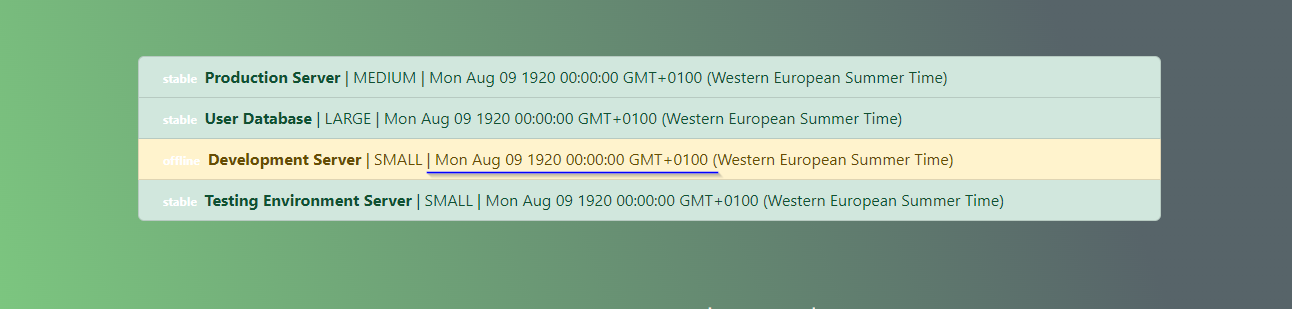 stable Production Server | MEDIUM | Mon Aug 09 1920 00:00:00 GMT+0100 (Western European Summer Time)
stable User Database | LARGE | Mon Aug 09 1920 00:00:00 GMT+0100 (Western European Summer Time)
offline Development Server | SMALL | Mon Aug 09 1920 00:00:00 GMT+0100 (Western European Summer Time)
stable Testing Environment Server | SMALL | Mon Aug 09 1920 00:00:00 GMT+0100 (Western European Summer Time)